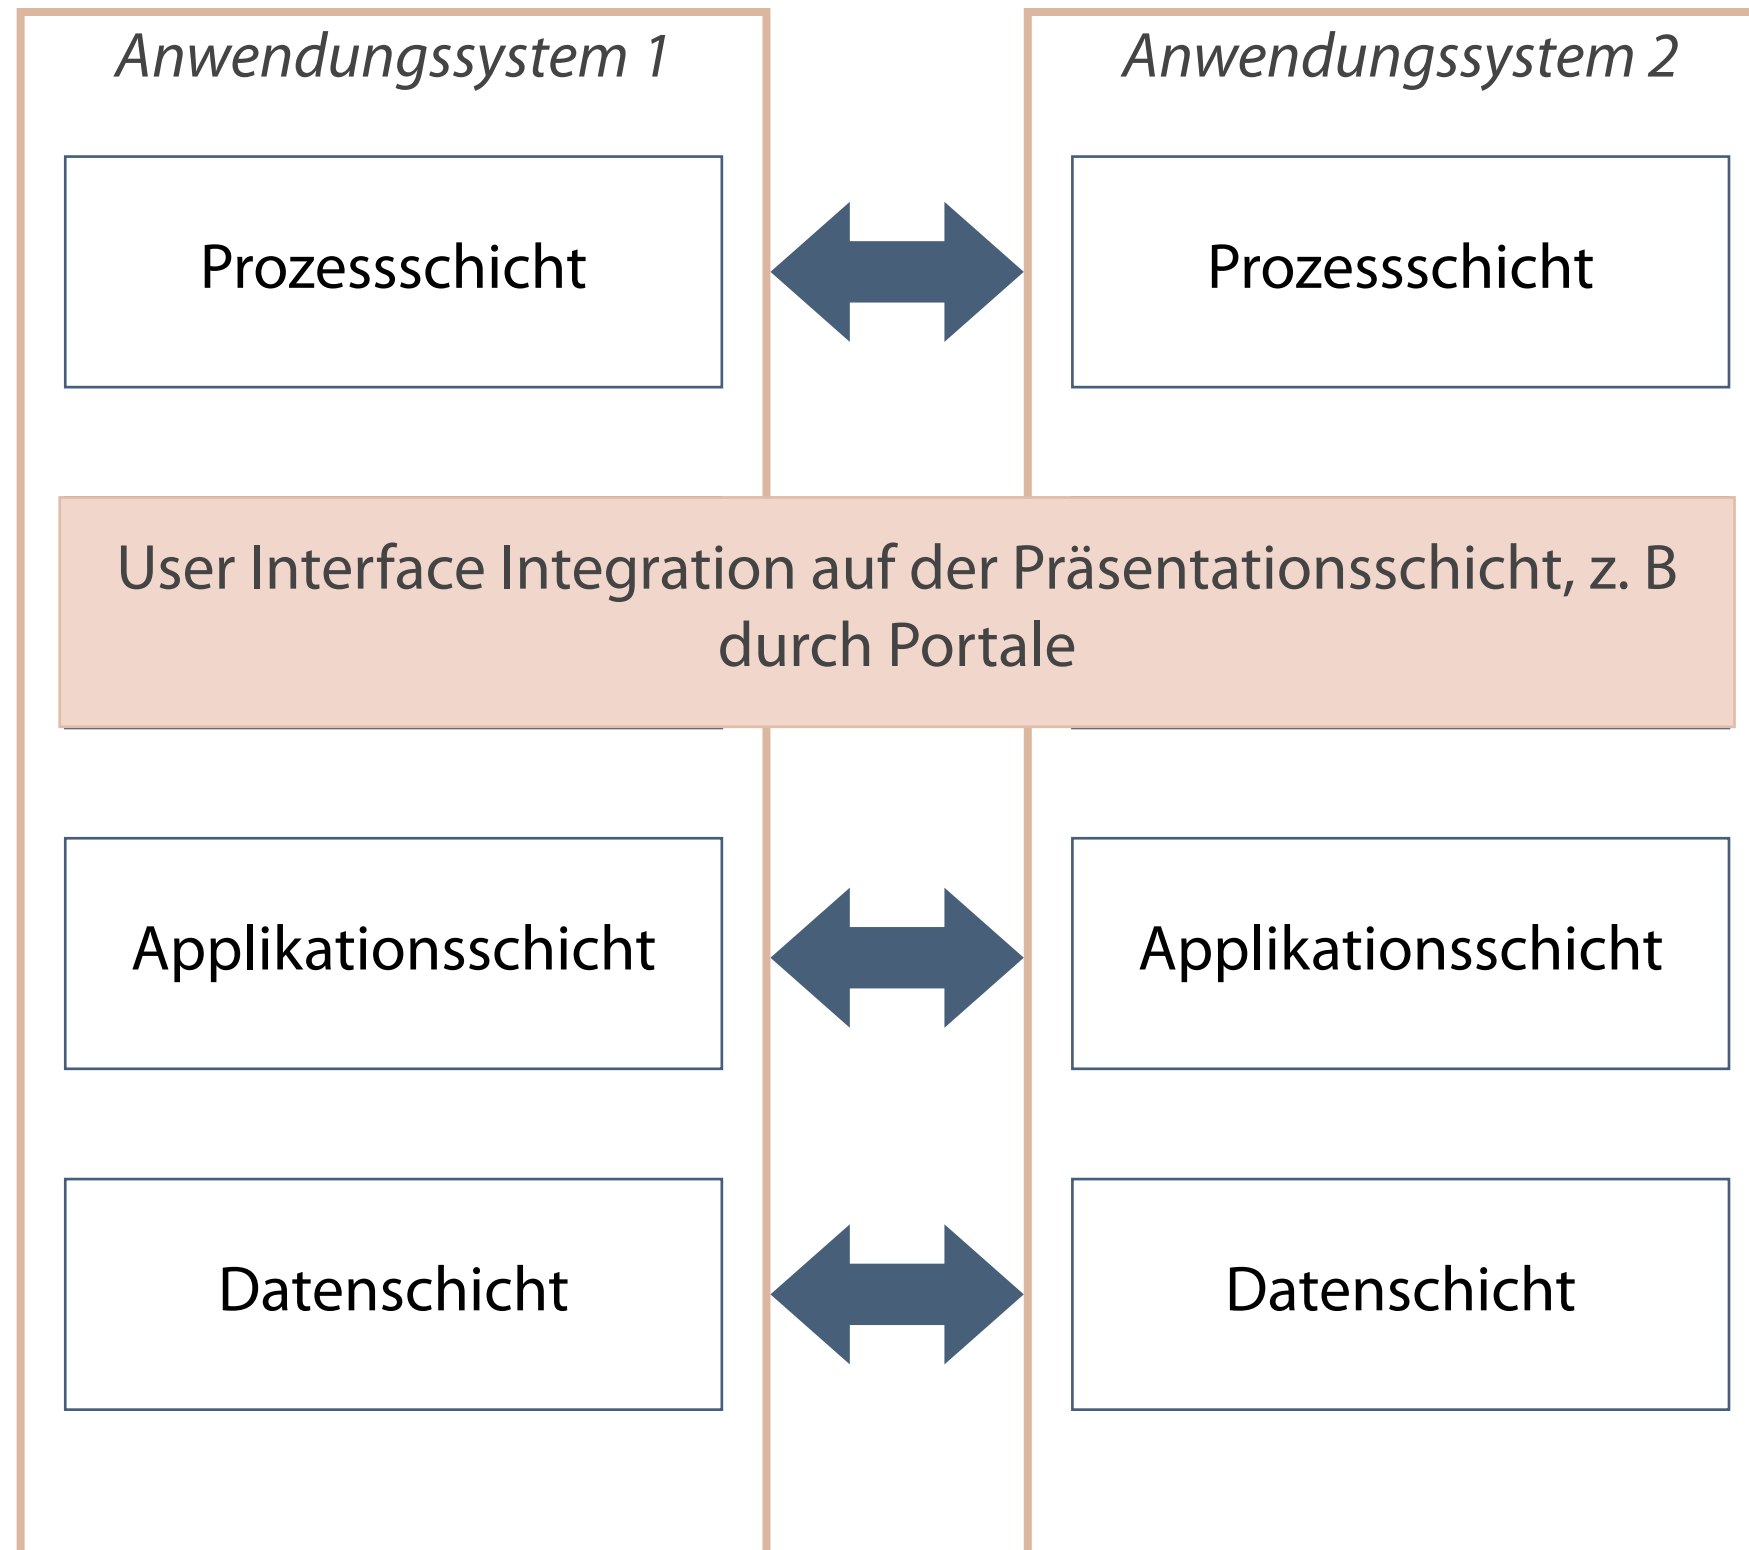 Anwendungssystem 1
Anwendungssystem 2
Prozessschicht
Prozessschicht
User Interface Integration auf der Präsentationsschicht, z. B
durch Portale
Applikationsschicht
Applikationsschicht
Datenschicht
Datenschicht